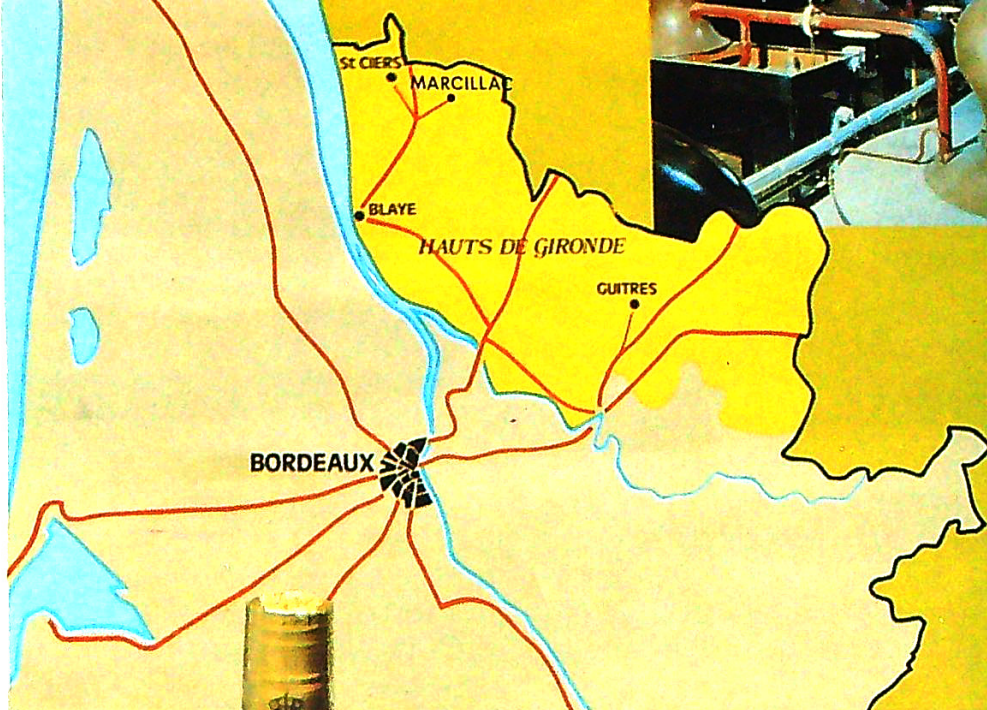 St CIERS
MARCILLAC
BLAYE
HAUTS DE GIRONDE
GUITRES
BORDEAUX